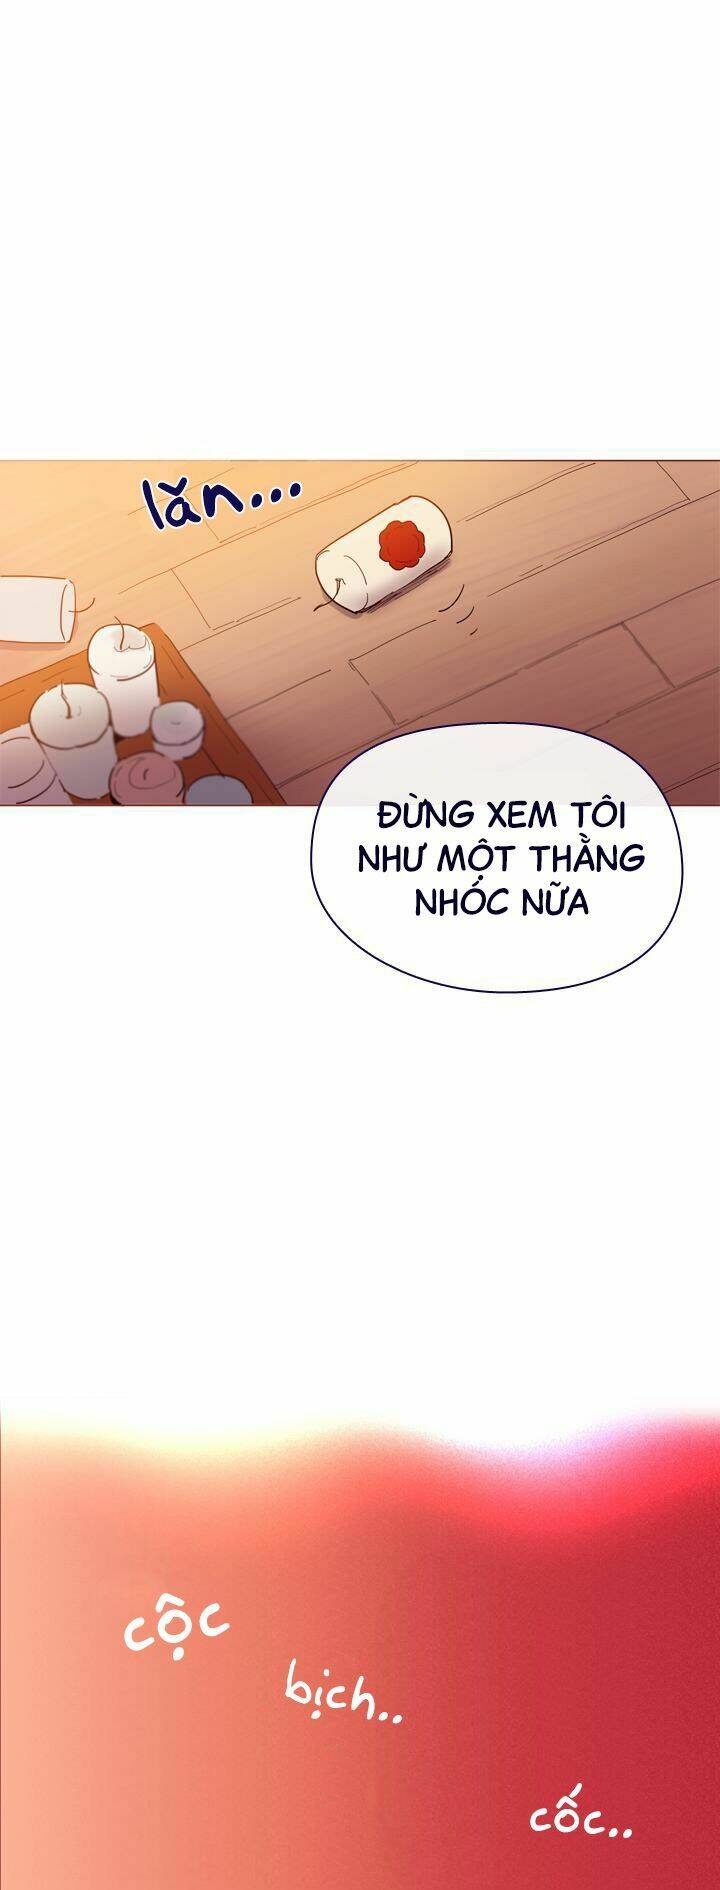 lăn...
ĐỪNG XEM TÔI
NHƯ MỘT THẰNG
NHÓC NỮA
cộc
bịch..
cốc..